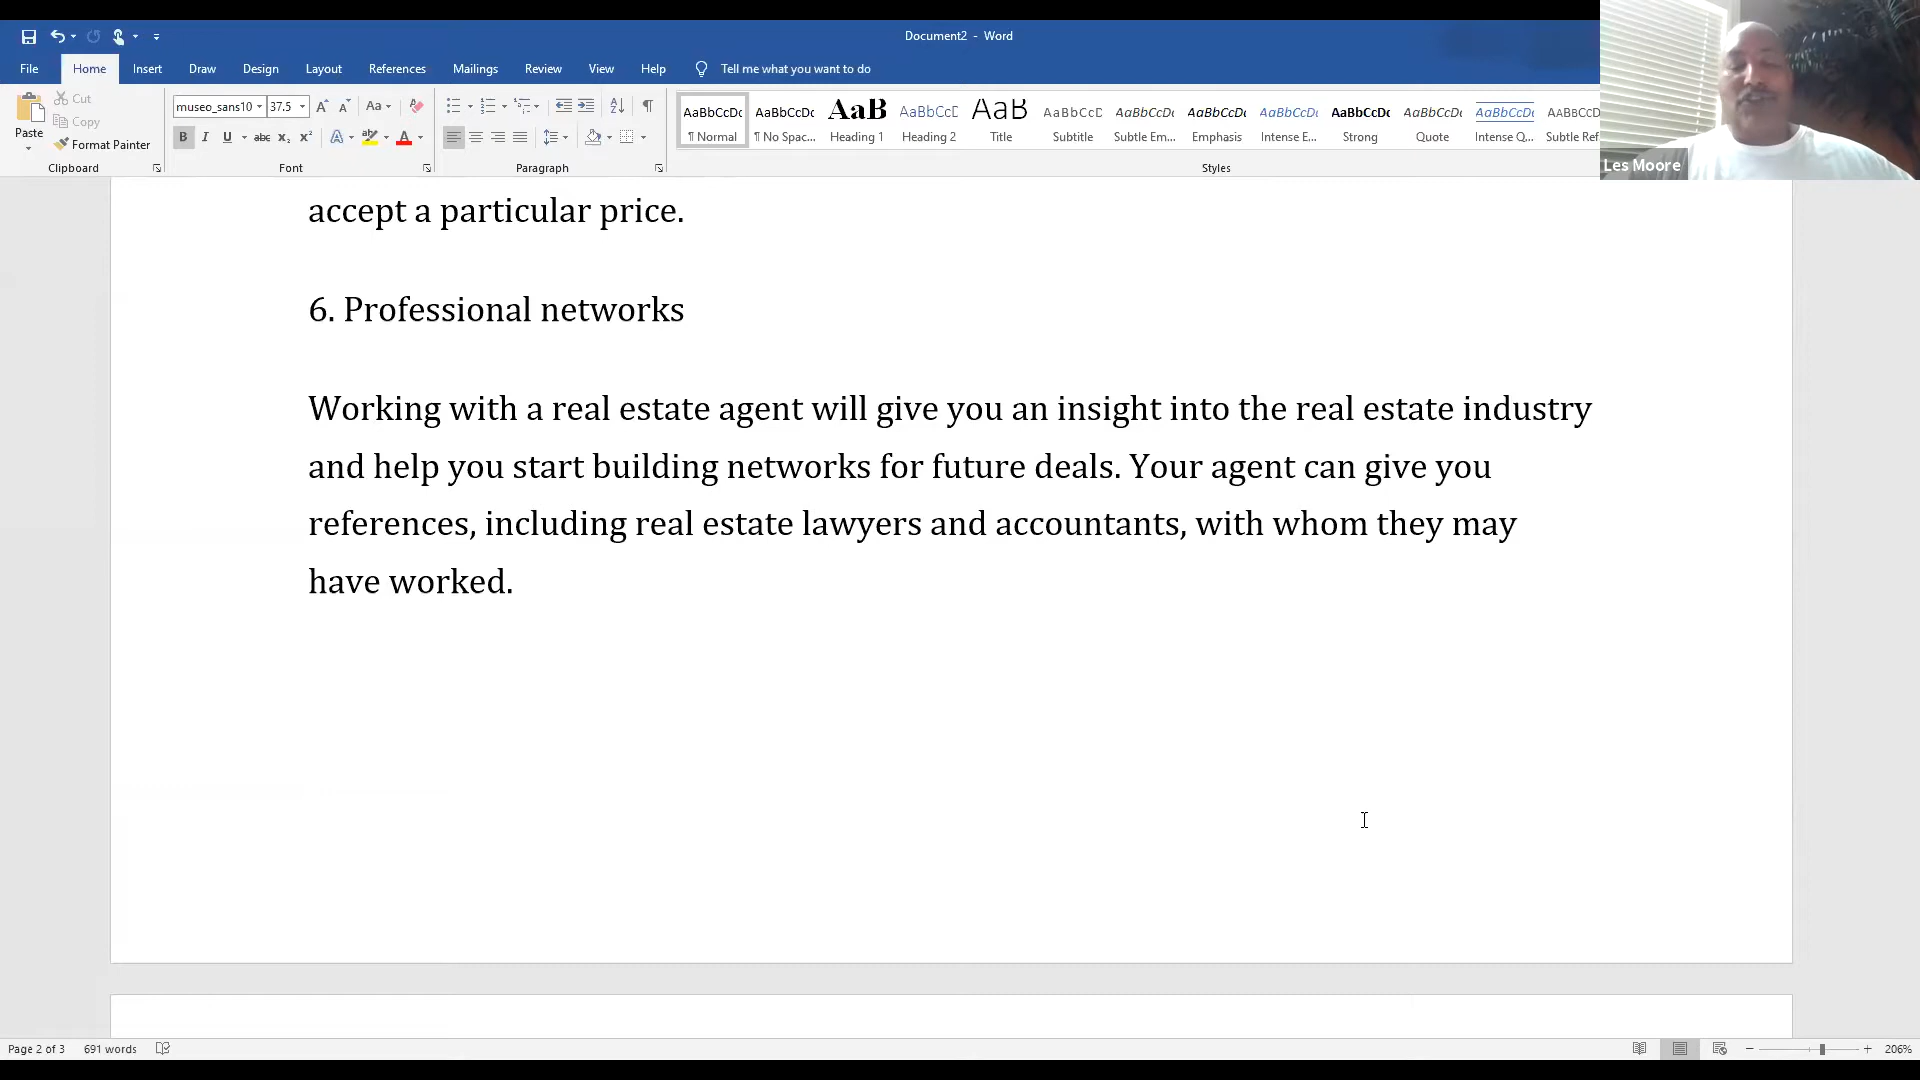 Document2 - Word
File Home Insert Draw Design Layout References Mailings Review View Help Tell me what you want to do
Paste
Cut
Copy
Format Painter
Clipboard
museo_sans10 37.5
Font
Paragraph
AaBbCcDc AaBbCcDc AaB AaBbCcD AaB AaBbCcD AaBbCcDc AaBbCcDc AaBbCcDc AaBbCcDc AaBbCcDc AaBbCcDc AaBbCcDc
¶ Normal ¶ No Spac... Heading 1 Heading 2 Title Subtitle Subtle Em... Emphasis Intense E... Strong Quote Intense Q... Subtle Ref
Styles
Les Moore
accept a particular price.
6. Professional networks
Working with a real estate agent will give you an insight into the real estate industry
and help you start building networks for future deals. Your agent can give you
references, including real estate lawyers and accountants, with whom they may
have worked.
Page 2 of 3 691 words
206%